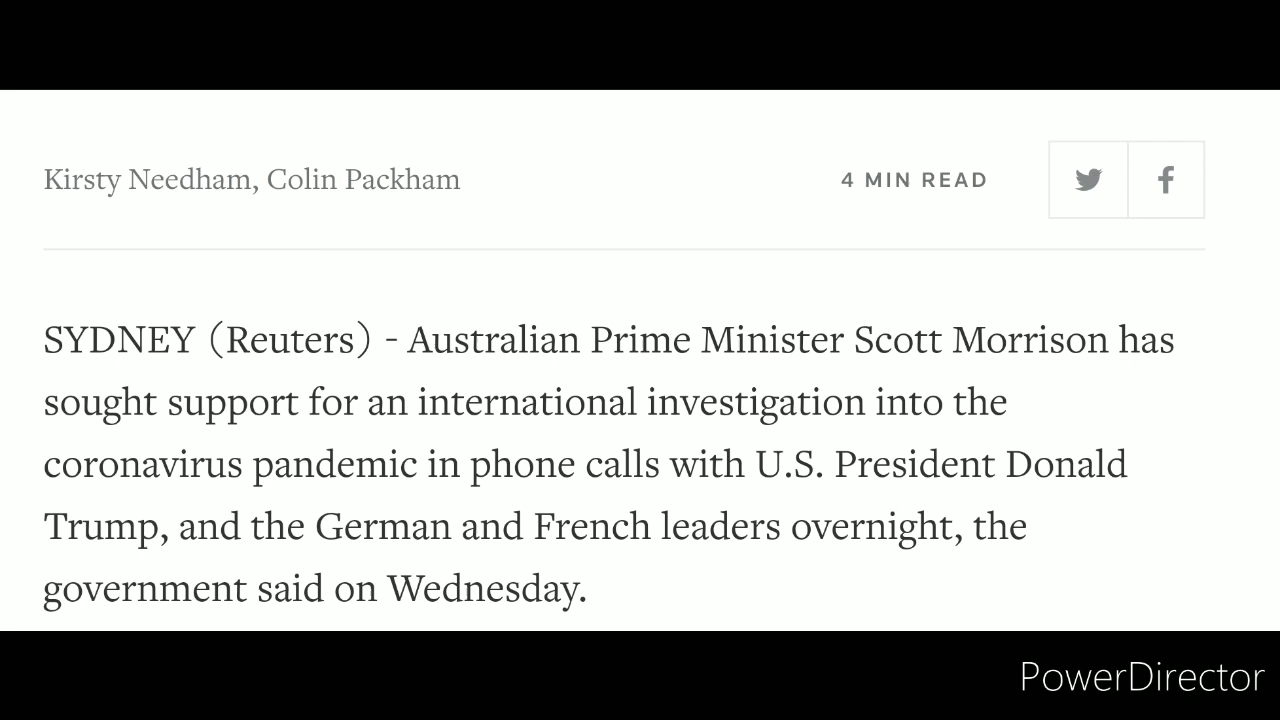 Kirsty Needham, Colin Packham
4 MIN READ
SYDNEY (Reuters) - Australian Prime Minister Scott Morrison has
sought support for an international investigation into the
coronavirus pandemic in phone calls with U.S. President Donald
Trump, and the German and French leaders overnight, the
government said on Wednesday.
PowerDirector